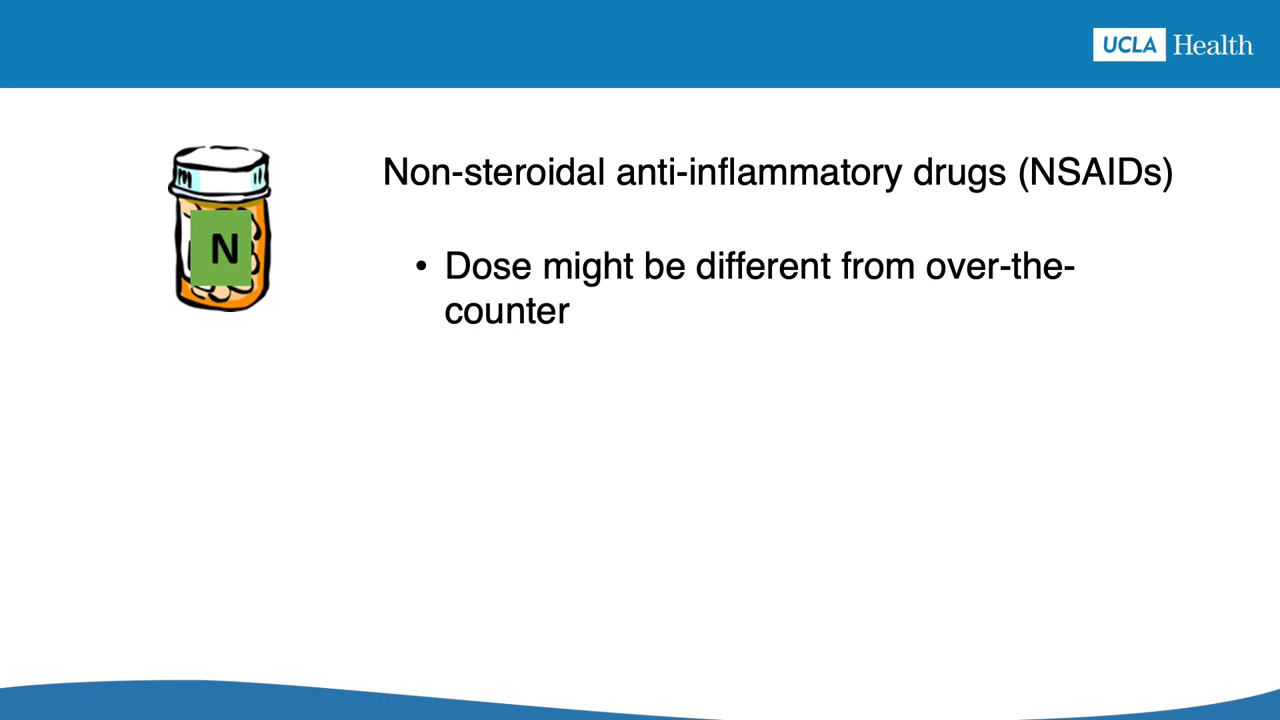 UCLA Health
Non-steroidal anti-inflammatory drugs (NSAIDs)
N
• Dose might be different from over-the-
counter